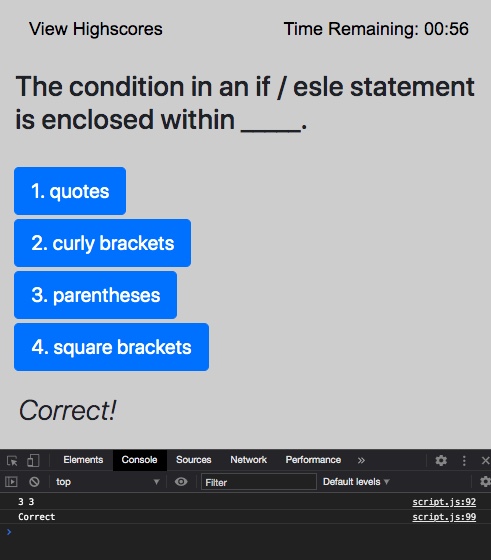 View Highscores Time Remaining: 00:56
The condition in an if / esle statement
is enclosed within _____.
1. quotes
2. curly brackets
3. parentheses
4. square brackets
Correct!
Elements Console Sources Network Performance »
top Filter Default levels
3 3 script.js:92
Correct script.js:99